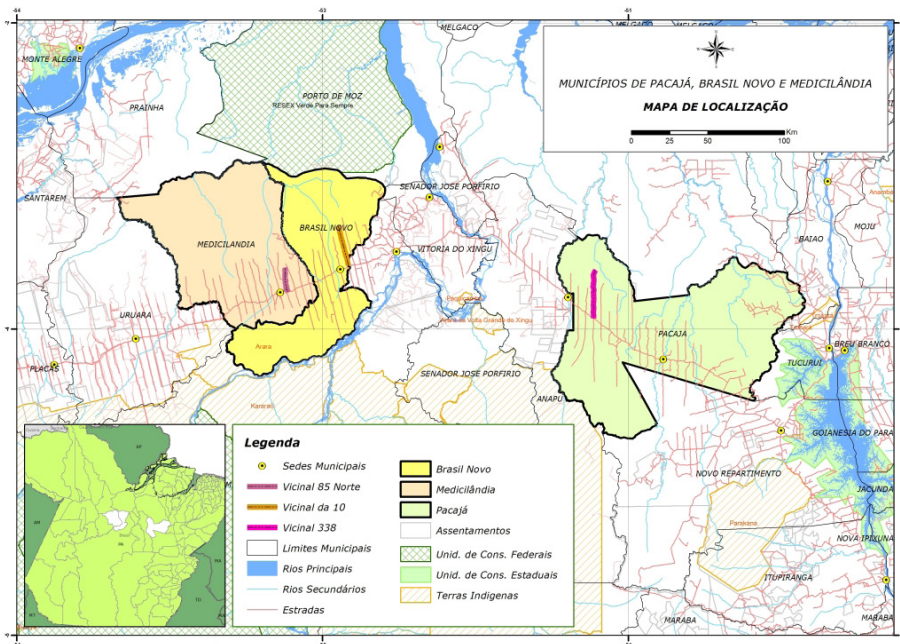 MUNICÍPIOS DE PACAJÁ, BRASIL NOVO E MEDICILÂNDIA
MAPA DE LOCALIZAÇÃO
Km
0 25 50 100
MELGAÇO
MONTE ALEGRE
PRAINHA
PORTO DE MOZ
RESEX Verde Para Sempre
SANTAREM
SENADOR JOSE PORFIRIO
BAIAO
MOJU
MEDICILANDIA
BRASIL NOVO
VITORIA DO XINGU
URUARA
PACAJA
PLACAS
Arara
SENADOR JOSE PORFIRIO
TUCURUI
BREU BRANCO
ANAPU
Kararao
GOIANESIA DO PARA
NOVO REPARTIMENTO
JACUNDA
Parakana
NOVA IPIXUNA
ITUPIRANGA
MARABA
MARABA
Legenda
Sedes Municipais
Vicinal 85 Norte
Vicinal da 10
Vicinal 338
Limites Municipais
Rios Principais
Rios Secundários
Estradas
Brasil Novo
Medicilândia
Pacajá
Assentamentos
Unid. de Cons. Federais
Unid. de Cons. Estaduais
Terras Indigenas